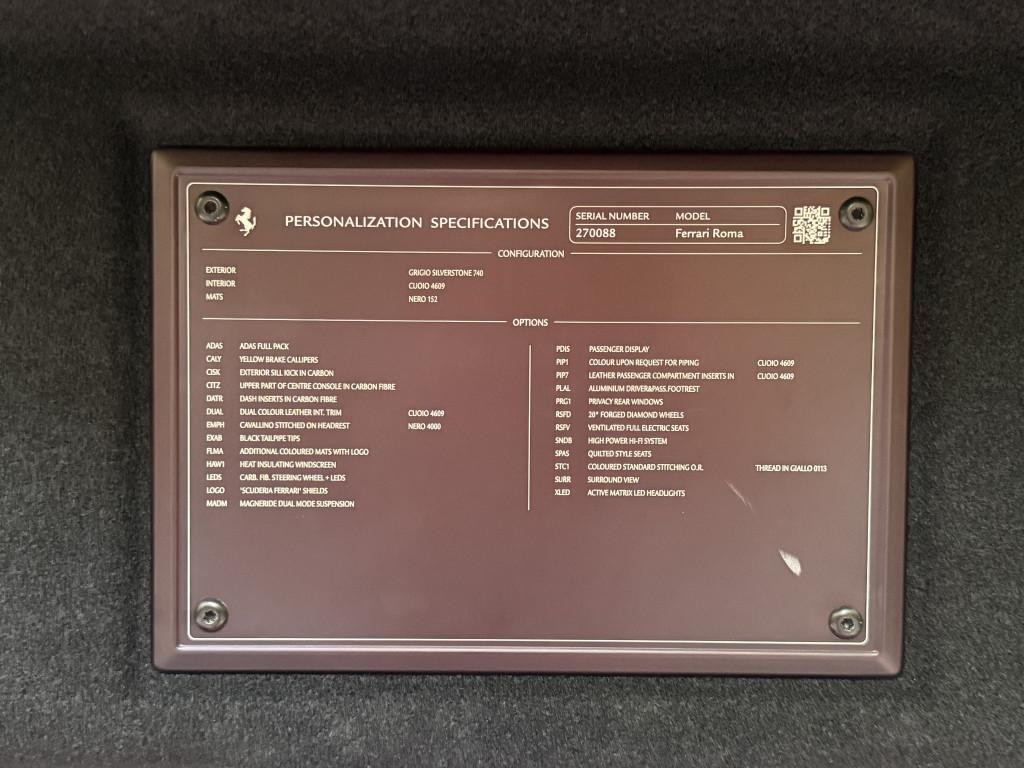 PERSONALIZATION SPECIFICATIONS
SERIAL NUMBER MODEL
270088 Ferrari Roma
CONFIGURATION
EXTERIOR GRIGIO SILVERSTONE 740
INTERIOR CUOIO 4609
MATS NERO 152
OPTIONS
ADAS ADAS FULL PACK
CALY YELLOW BRAKE CALLIPERS
CISK EXTERIOR SILL KICK IN CARBON
CITZ UPPER PART OF CENTRE CONSOLE IN CARBON FIBRE
DATR DASH INSERTS IN CARBON FIBRE
DUAL DUAL COLOUR LEATHER INT. TRIM CUOIO 4609
EMPH CAVALLINO STITCHED ON HEADREST NERO 4000
EXAB BLACK TAILPIPE TIPS
FLMA ADDITIONAL COLOURED MATS WITH LOGO
HAW1 HEAT INSULATING WINDSCREEN
LEDS CARB. FIB. STEERING WHEEL + LEDS
LOGO "SCUDERIA FERRARI" SHIELDS
MADM MAGNERIDE DUAL MODE SUSPENSION
PDIS PASSENGER DISPLAY
PIP1 COLOUR UPON REQUEST FOR PIPING CUOIO 4609
PIP7 LEATHER PASSENGER COMPARTMENT INSERTS IN CUOIO 4609
PLAL ALUMINIUM DRIVER&PASS.FOOTREST
PRG1 PRIVACY REAR WINDOWS
RSFD 20" FORGED DIAMOND WHEELS
RSFV VENTILATED FULL ELECTRIC SEATS
SNDB HIGH POWER HI-FI SYSTEM
SPAS QUILTED STYLE SEATS
STC1 COLOURED STANDARD STITCHING O.R. THREAD IN GIALLO 0113
SURR SURROUND VIEW
XLED ACTIVE MATRIX LED HEADLIGHTS